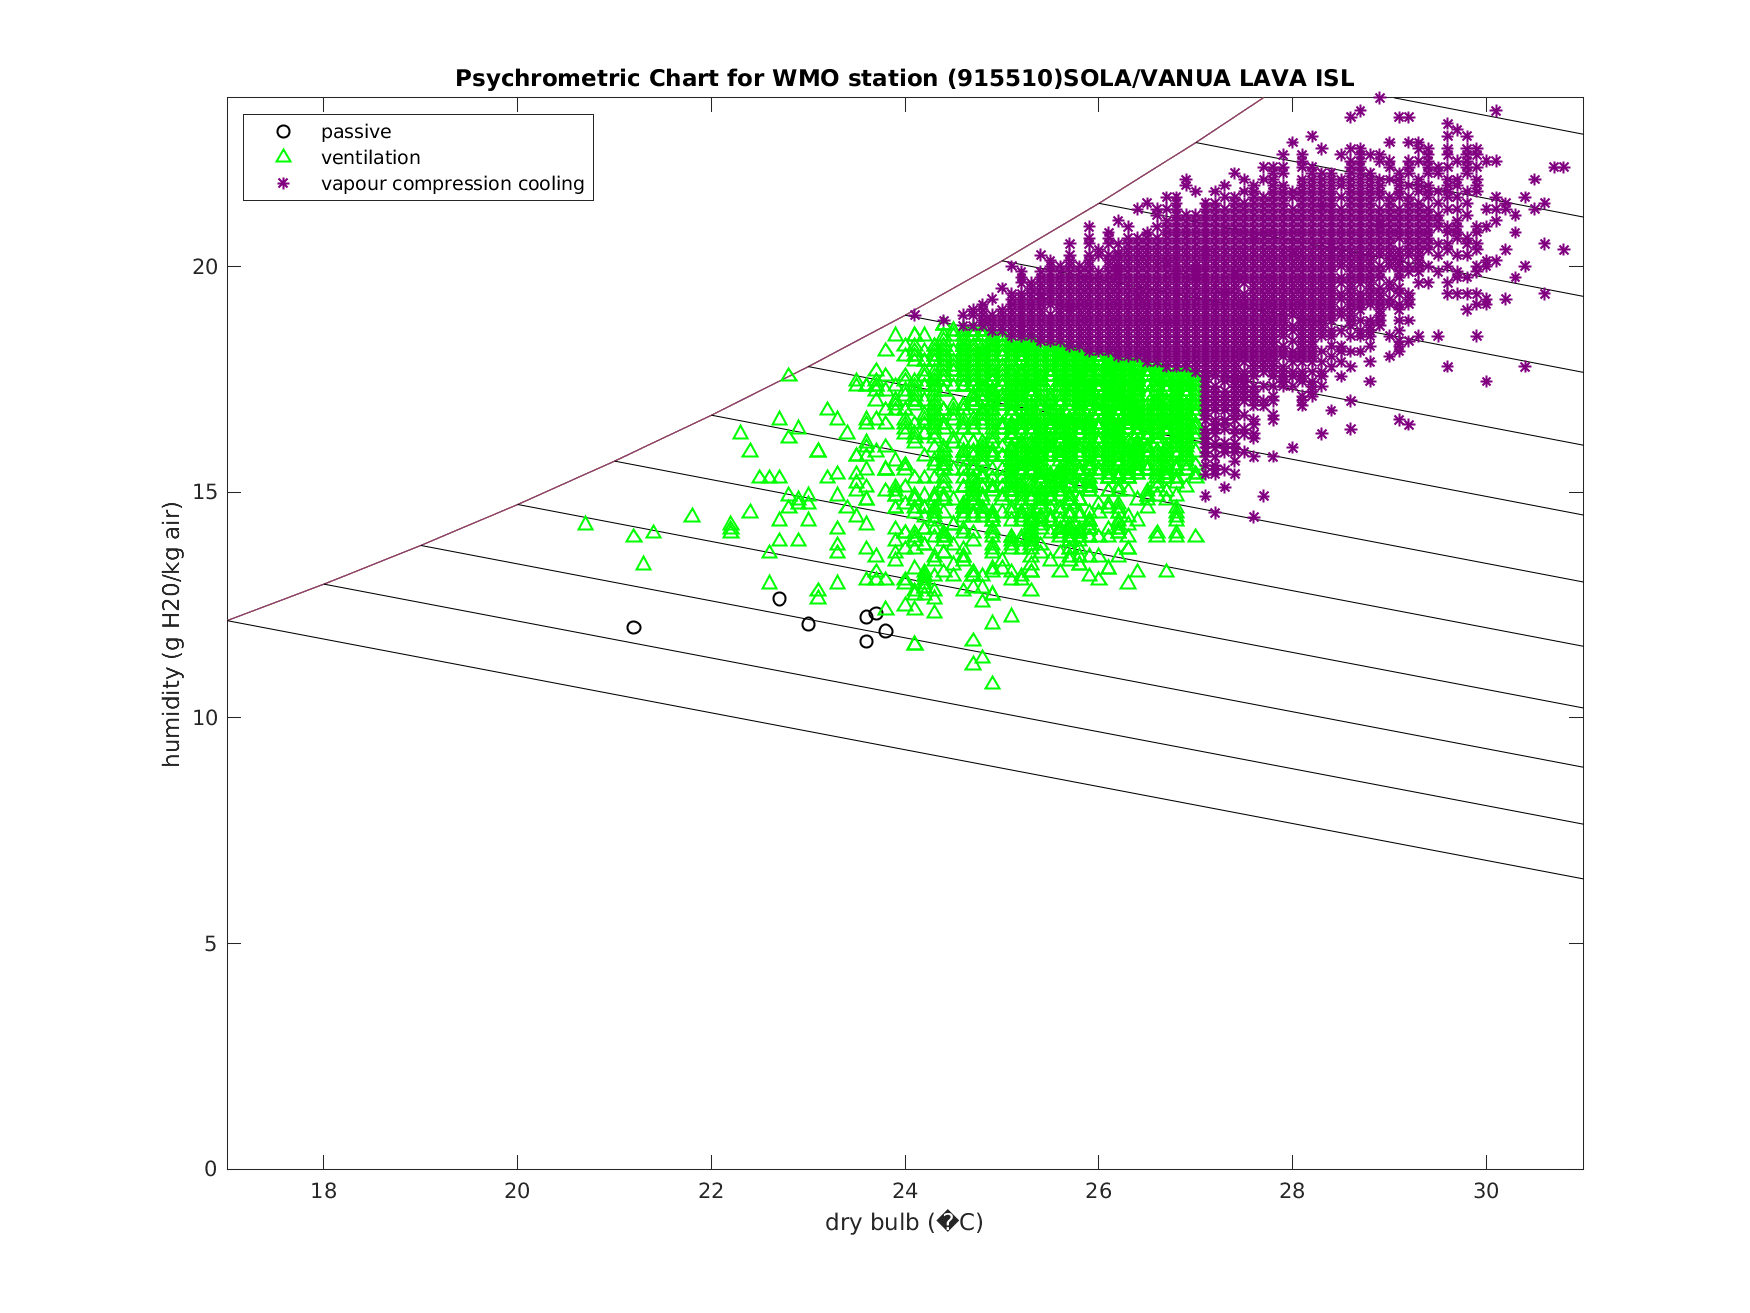 Psychrometric Chart for WMO station (915510)SOLA/VANUA LAVA ISL
passive
ventilation
vapour compression cooling
20
15
10
5
0
humidity (g H20/kg air)
18 20 22 24 26 28 30
dry bulb (�C)